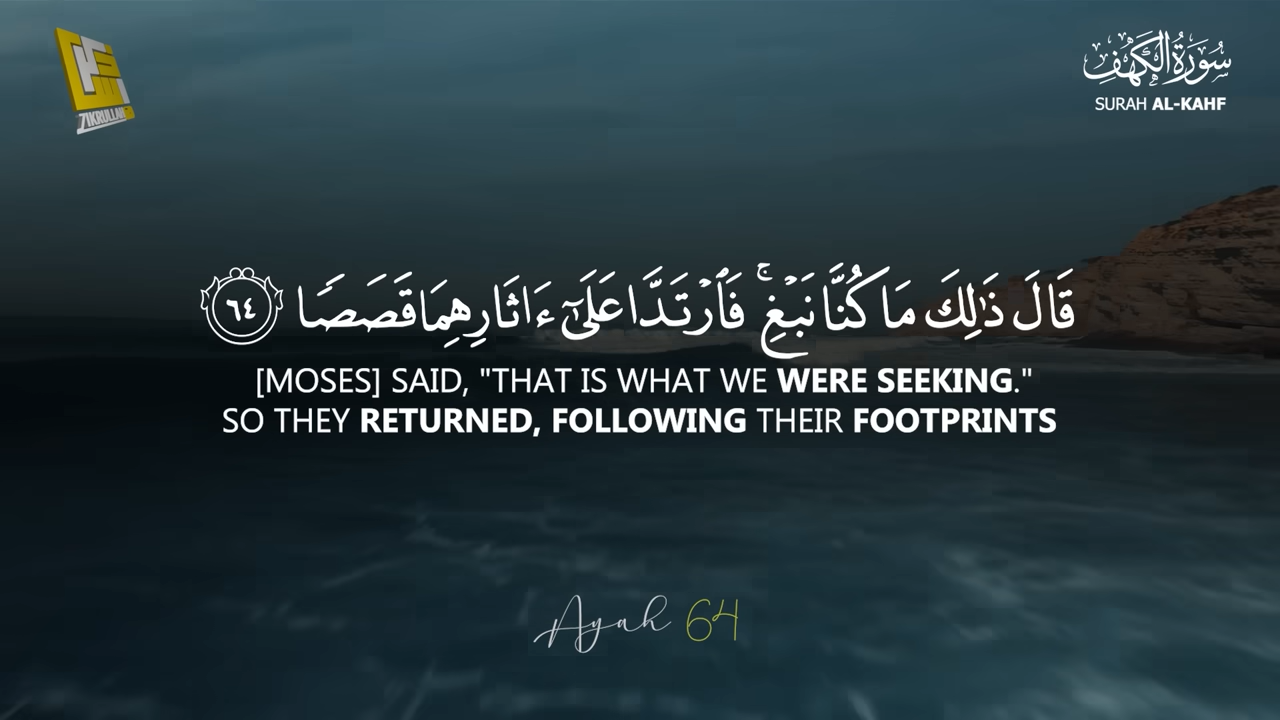 ZIKRULLAH
سُورَةُ الكَهْفِ
SURAH AL-KAHF
قَالَ ذَٰلِكَ مَا كُنَّا نَبْغِ ۚ فَٱرْتَدَّا عَلَىٰٓ ءَاثَارِهِمَا قَصَصًا ٦٤
[MOSES] SAID, "THAT IS WHAT WE WERE SEEKING."
SO THEY RETURNED, FOLLOWING THEIR FOOTPRINTS
Ayah 64